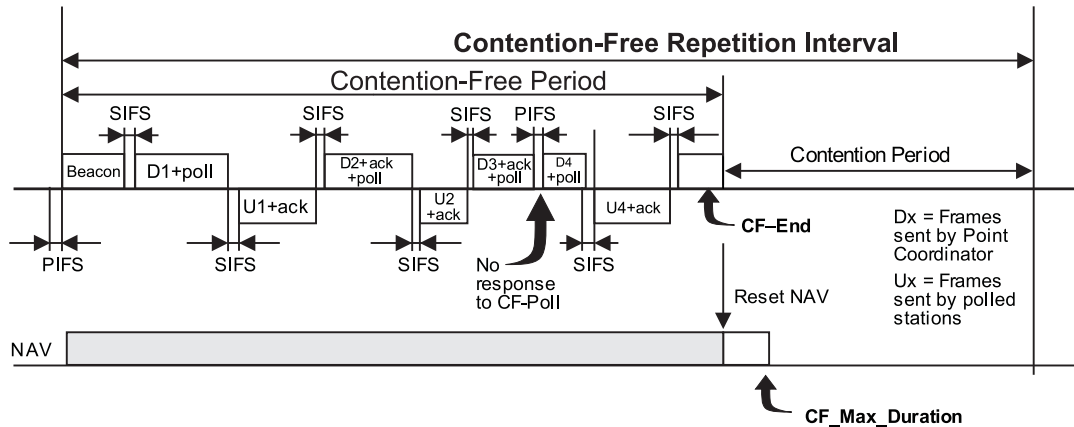 Contention-Free Repetition Interval
Contention-Free Period
SIFS
SIFS
SIFS
PIFS
SIFS
Beacon
D1+poll
D2+ack
+poll
D3+ack
+poll
D4
+poll
Contention Period
U1+ack
U2
+ack
U4+ack
CF–End
PIFS
SIFS
SIFS
SIFS
No
response
to CF-Poll
Dx = Frames
sent by Point
Coordinator
Ux = Frames
sent by polled
stations
Reset NAV
NAV
CF_Max_Duration